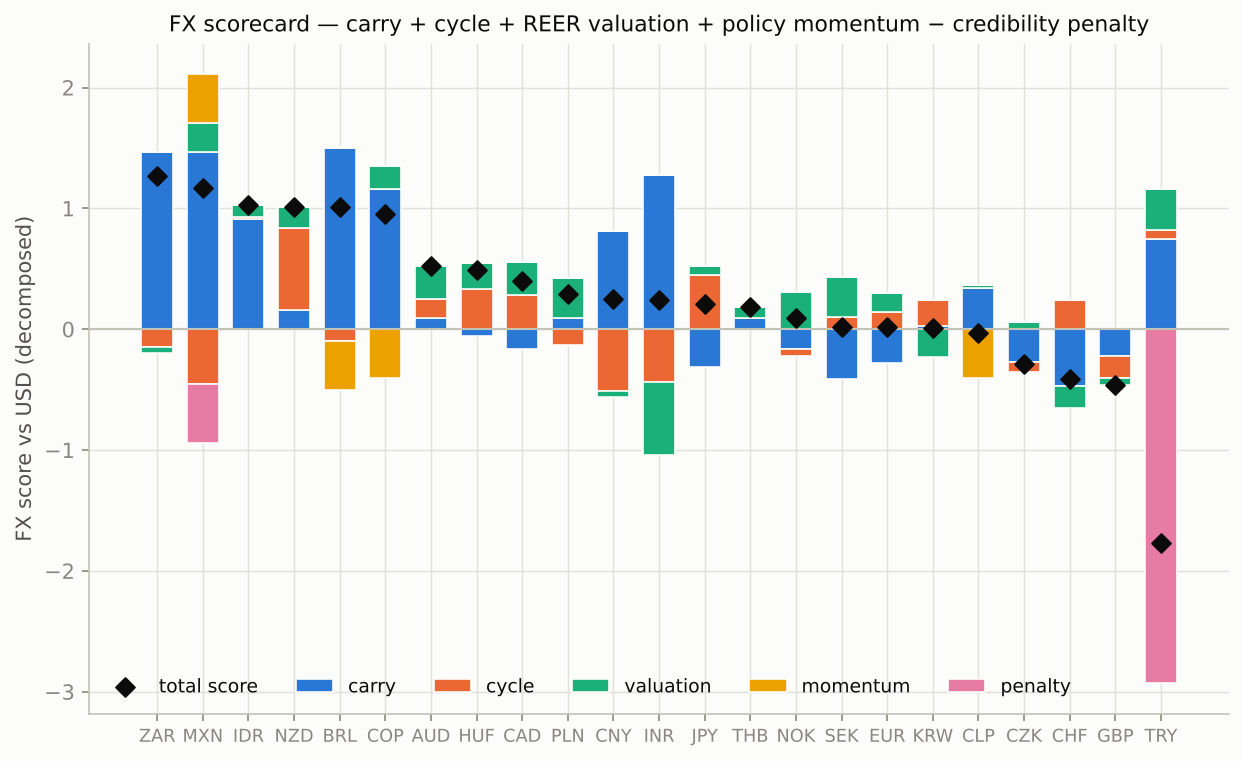 FX scorecard — carry + cycle + REER valuation + policy momentum − credibility penalty
FX score vs USD (decomposed)
2
1
0
−1
−2
−3
total score
carry
cycle
valuation
momentum
penalty
ZAR MXN IDR NZD BRL COP AUD HUF CAD PLN CNY INR JPY THB NOK SEK EUR KRW CLP CZK CHF GBP TRY